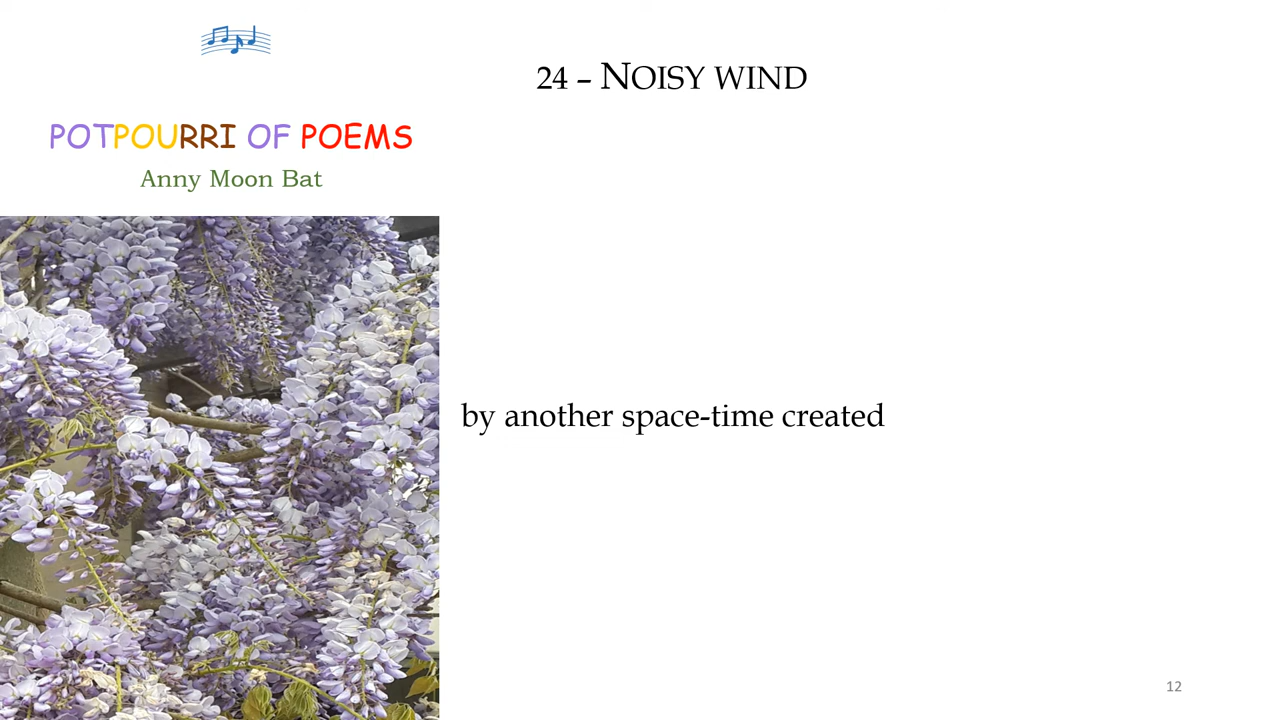 24 – NOISY WIND
POTPOURRI OF POEMS
Anny Moon Bat
by another space-time created
12